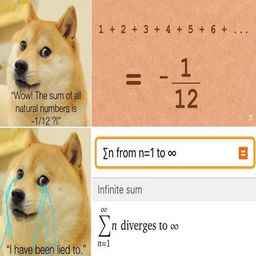 "Wow! The sum of all
natural numbers is
-1/12 ?!"
1 + 2 + 3 + 4 + 5 + 6 + ...
= - 1/12
∑n from n=1 to ∞
Infinite sum
∞
∑ n diverges to ∞
n=1
"I have been lied to."